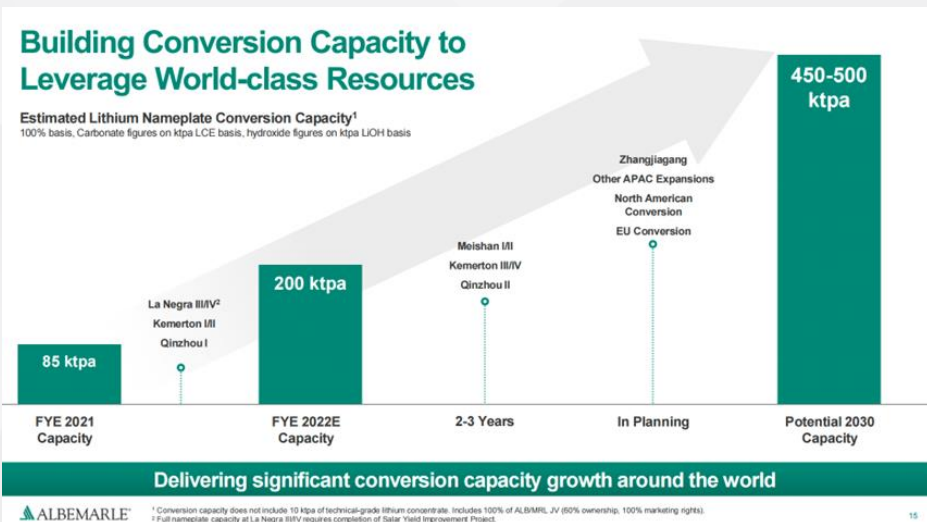 Building Conversion Capacity to
Leverage World-class Resources
Estimated Lithium Nameplate Conversion Capacity¹
100% basis, Carbonate figures on ktpa LCE basis, hydroxide figures on ktpa LiOH basis
450-500
ktpa
Zhangjiagang
Other APAC Expansions
North American
Conversion
EU Conversion
Meishan I/II
Kemerton III/IV
Qinzhou II
200 ktpa
La Negra III/IV²
Kemerton I/II
Qinzhou I
85 ktpa
FYE 2021
Capacity
FYE 2022E
Capacity
2-3 Years
In Planning
Potential 2030
Capacity
Delivering significant conversion capacity growth around the world
ALBEMARLE
¹ Conversion capacity does not include 10 ktpa of technical-grade lithium concentrate. Includes 100% of ALB/MRL JV (60% ownership, 100% marketing rights).
² Full nameplate capacity at La Negra III/IV requires completion of Salar Yield Improvement Project.
15